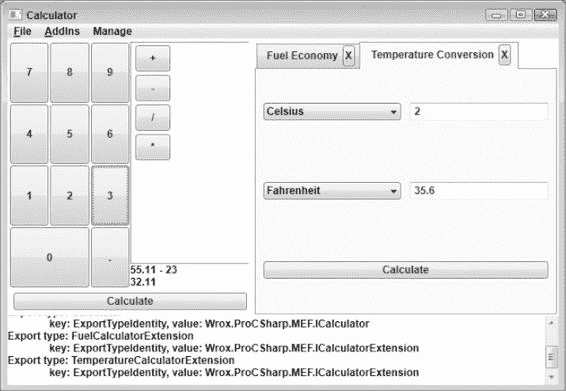 Calculator
File AddIns Manage
7 8 9
4 5 6
1 2 3
0 .
+
-
/
*
55.11 - 23
32.11
Calculate
Fuel Economy X Temperature Conversion X
Celsius 2
Fahrenheit 35.6
Calculate
key: ExportTypeIdentity, value: Wrox.ProCSharp.MEF.ICalculator
Export type: FuelCalculatorExtension
key: ExportTypeIdentity, value: Wrox.ProCSharp.MEF.ICalculatorExtension
Export type: TemperatureCalculatorExtension
key: ExportTypeIdentity, value: Wrox.ProCSharp.MEF.ICalculatorExtension